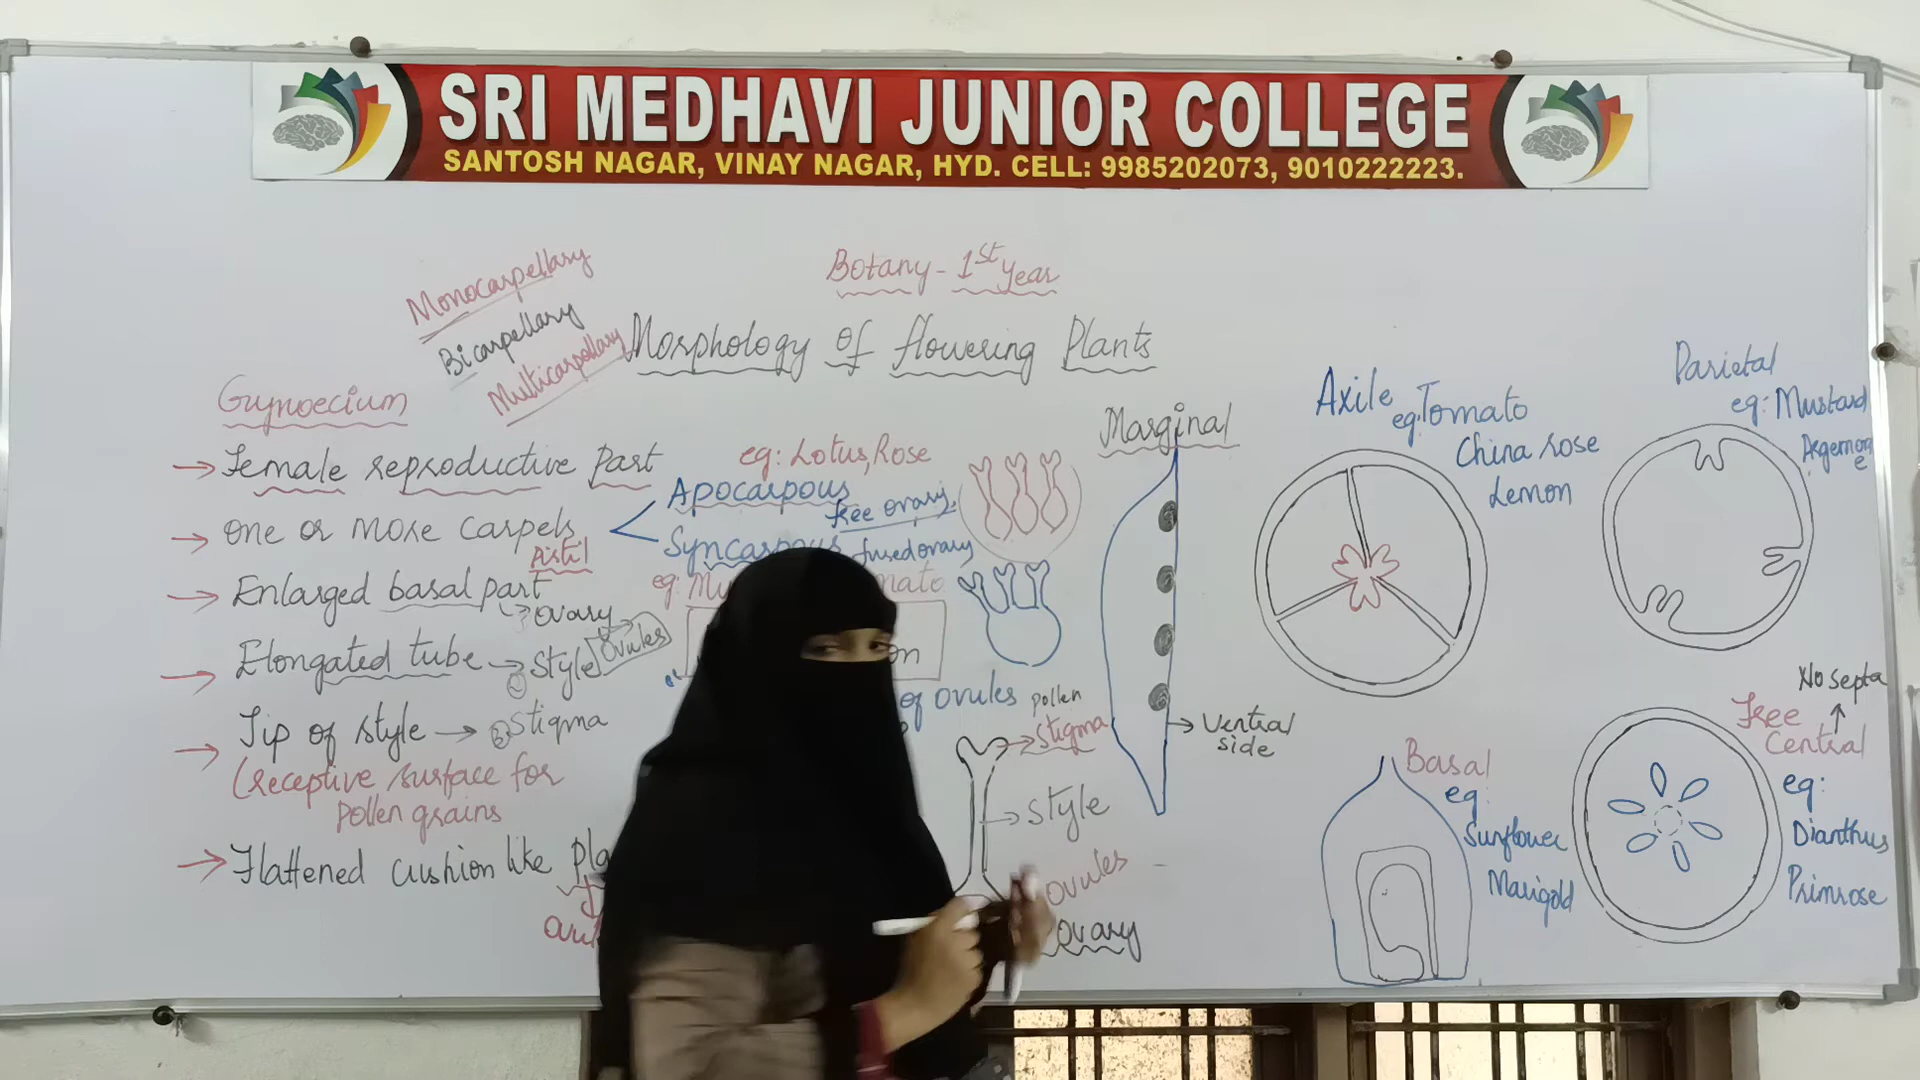 SRI MEDHAVI JUNIOR COLLEGE
SANTOSH NAGAR, VINAY NAGAR, HYD. CELL: 9985202073, 9010222223.
Botany - 1st Year
Morphology of flowering Plants
Monocarpellary
Bicarpellary
Multicarpellary
Gynoecium
→ Female reproductive part
→ One or more carpels
Pistil
→ Enlarged basal part
→ Ovary
→ Elongated tube → Style
Ovules
→ Tip of style → Stigma
(receptive surface for
Pollen grains
→ Flattened cushion like
eg: Lotus, Rose
Apocarpous
free ovary
Syncarpous
fused ovary
eg:
of ovules
pollen
Stigma
Style
Ovules
Ovary
Marginal
→ Ventral
side
Axile
eg: Tomato
China rose
Lemon
Parietal
eg: Mustard
Argemone
Basal
eg:
Sunflower
Marigold
No septa
Free
Central
eg:
Dianthus
Primrose